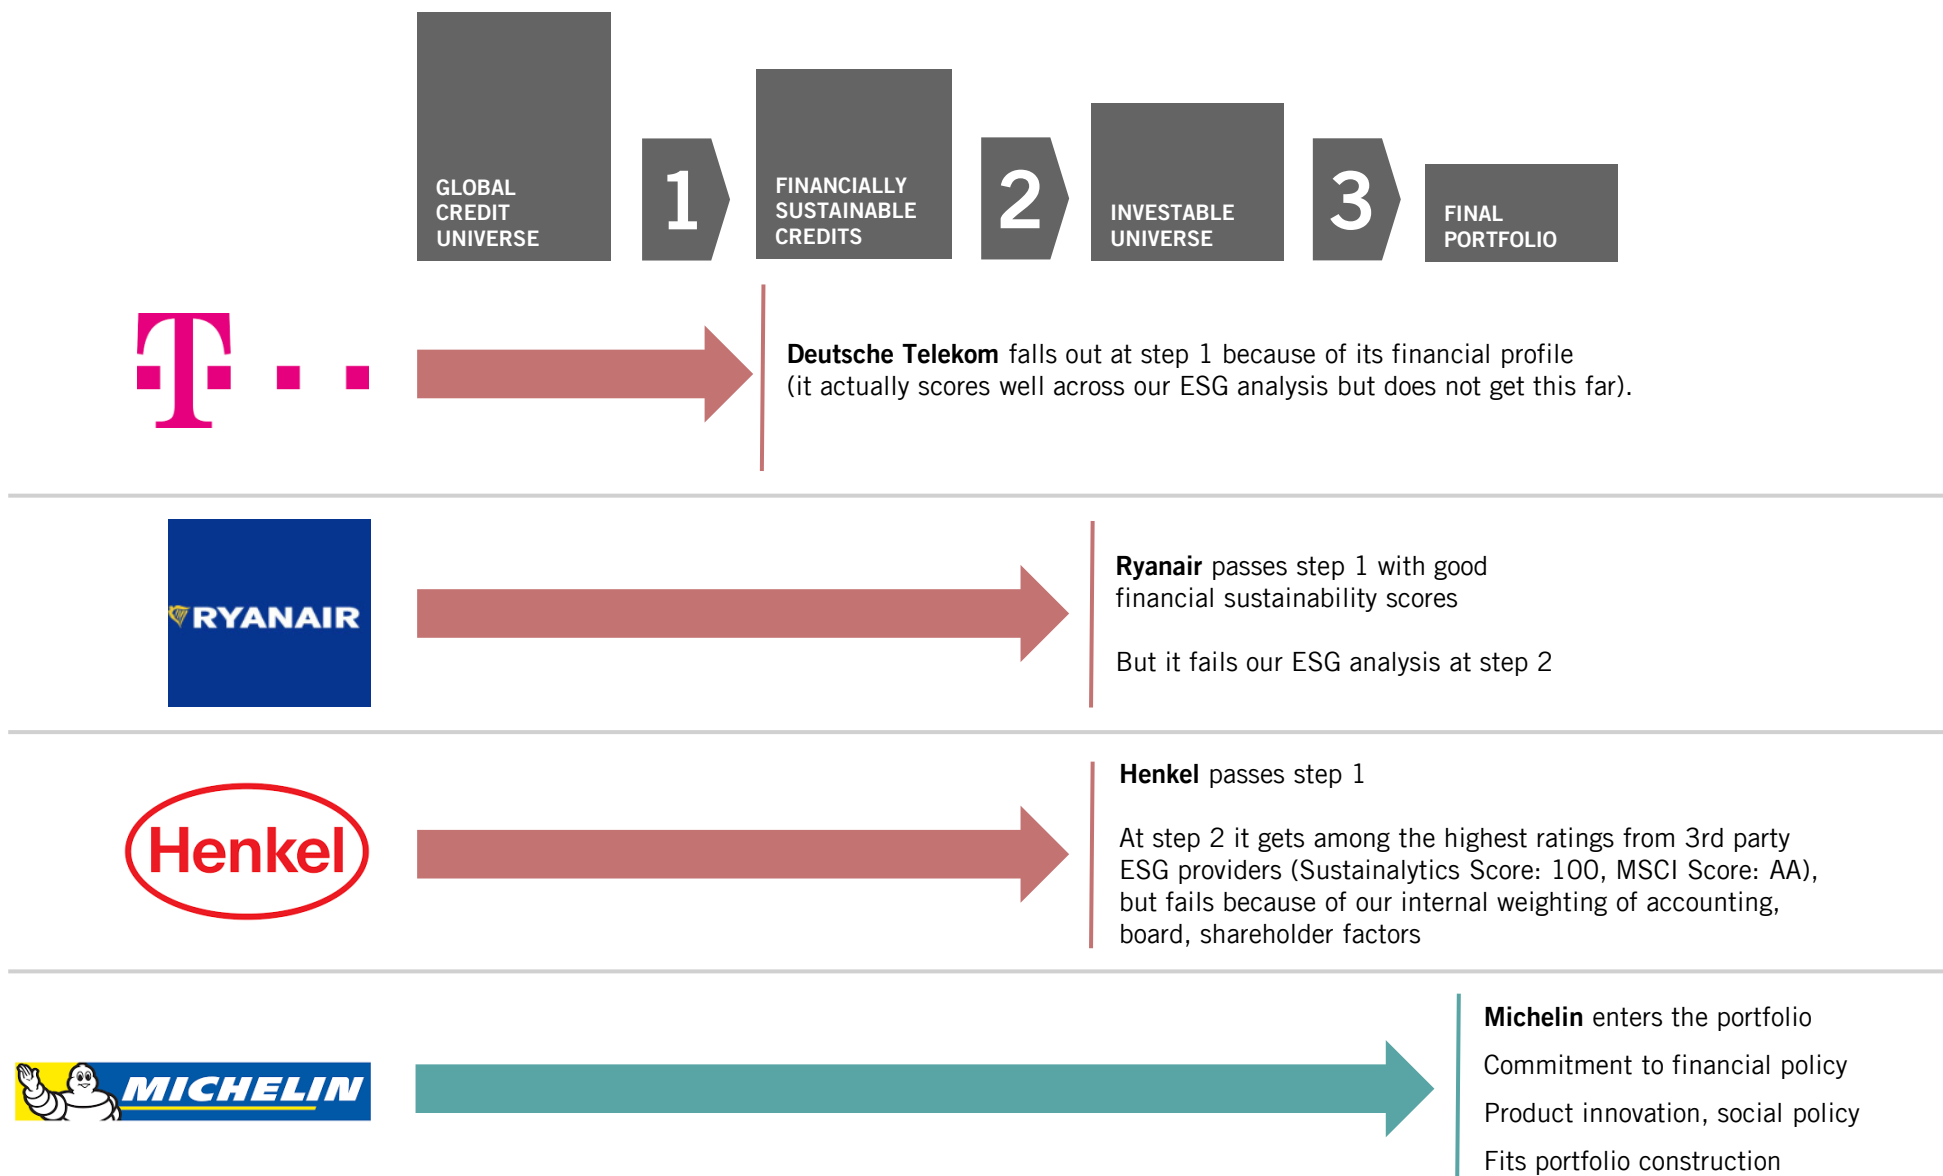 GLOBAL
CREDIT
UNIVERSE
1
FINANCIALLY
SUSTAINABLE
CREDITS
2
INVESTABLE
UNIVERSE
3
FINAL
PORTFOLIO
T
Deutsche Telekom falls out at step 1 because of its financial profile
(it actually scores well across our ESG analysis but does not get this far).
RYANAIR
Ryanair passes step 1 with good
financial sustainability scores
But it fails our ESG analysis at step 2
Henkel
Henkel passes step 1
At step 2 it gets among the highest ratings from 3rd party
ESG providers (Sustainalytics Score: 100, MSCI Score: AA),
but fails because of our internal weighting of accounting,
board, shareholder factors
MICHELIN
Michelin enters the portfolio
Commitment to financial policy
Product innovation, social policy
Fits portfolio construction